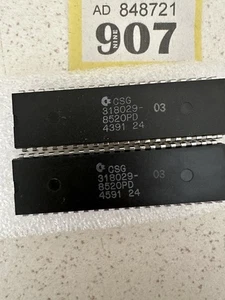 AD 848721
NINE
907
CSG
318029- 03
8520PD
4391 24
CSG
318029- 03
8520PD
4591 24